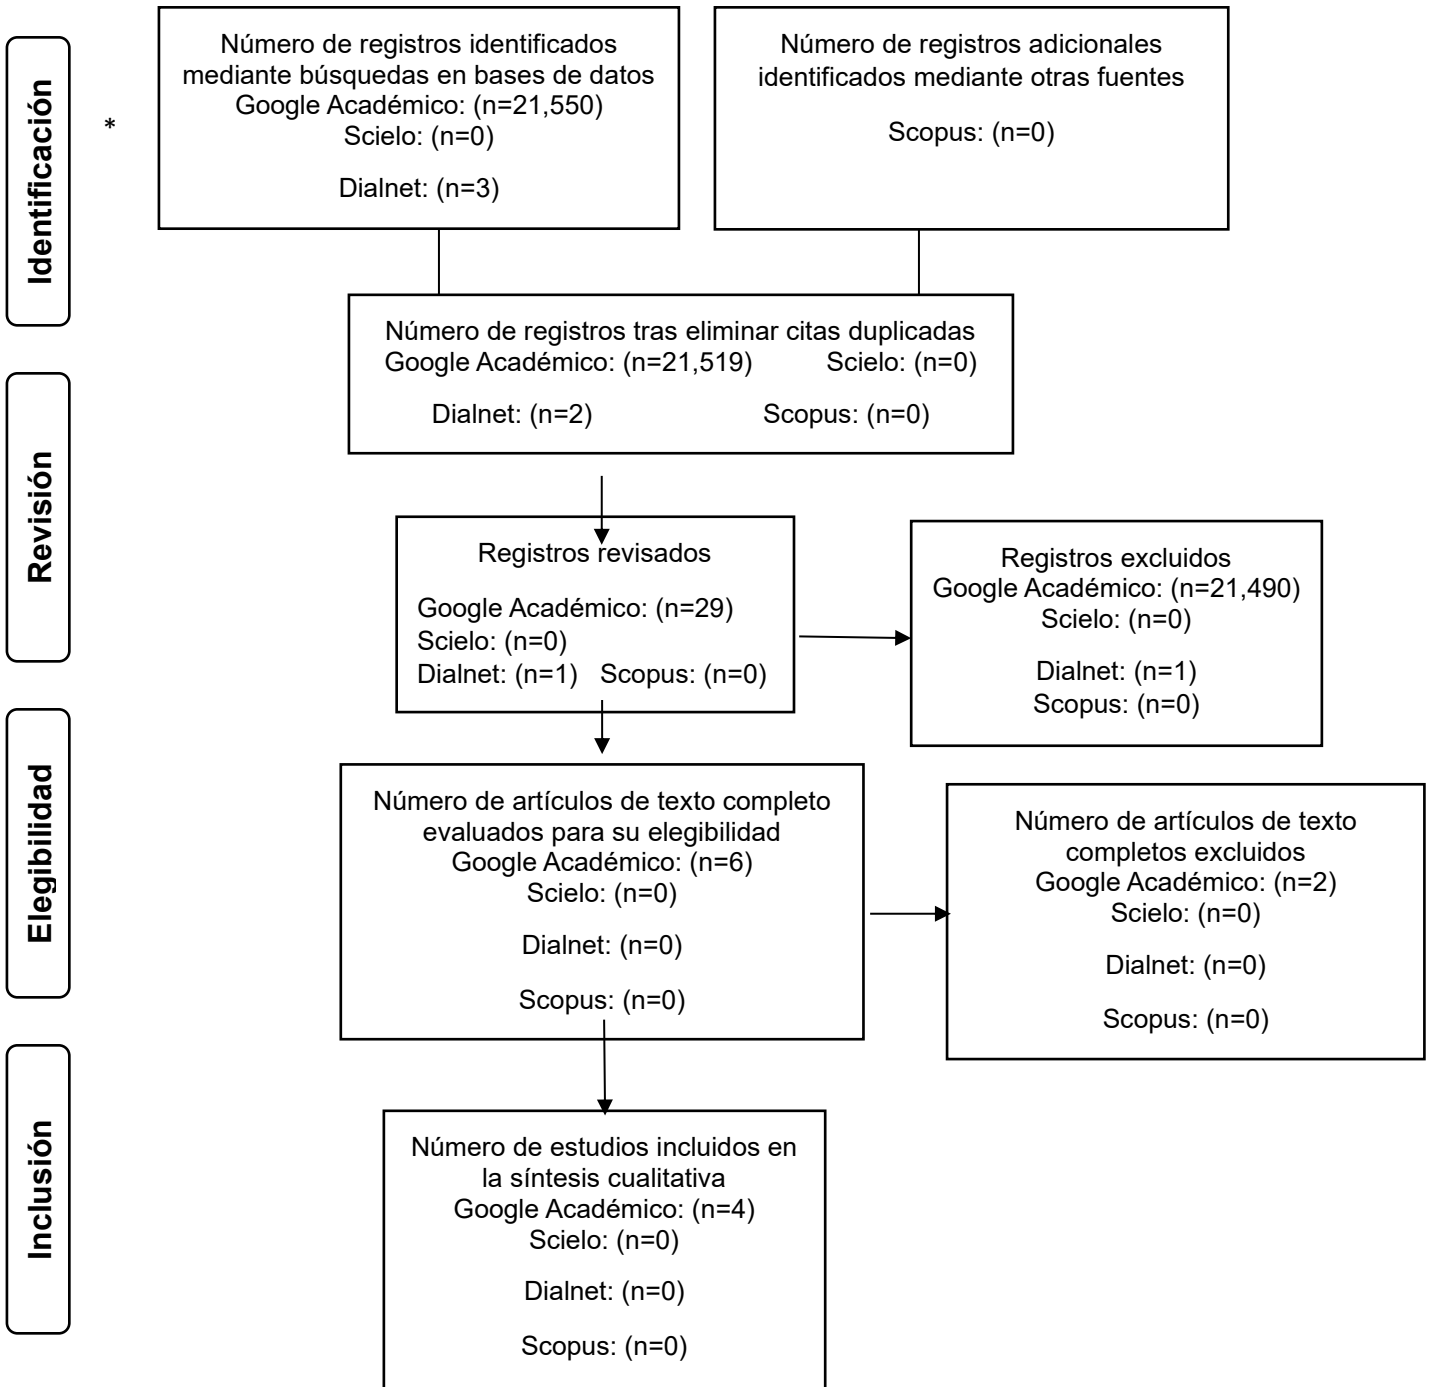 Identificación
*
Número de registros identificados
mediante búsquedas en bases de datos
Google Académico: (n=21,550)
Scielo: (n=0)
Dialnet: (n=3)
Número de registros adicionales
identificados mediante otras fuentes
Scopus: (n=0)
Número de registros tras eliminar citas duplicadas
Google Académico: (n=21,519) Scielo: (n=0)
Dialnet: (n=2) Scopus: (n=0)
Revisión
Registros revisados
Google Académico: (n=29)
Scielo: (n=0)
Dialnet: (n=1) Scopus: (n=0)
Registros excluidos
Google Académico: (n=21,490)
Scielo: (n=0)
Dialnet: (n=1)
Scopus: (n=0)
Elegibilidad
Número de artículos de texto completo
evaluados para su elegibilidad
Google Académico: (n=6)
Scielo: (n=0)
Dialnet: (n=0)
Scopus: (n=0)
Número de artículos de texto
completos excluidos
Google Académico: (n=2)
Scielo: (n=0)
Dialnet: (n=0)
Scopus: (n=0)
Inclusión
Número de estudios incluidos en
la síntesis cualitativa
Google Académico: (n=4)
Scielo: (n=0)
Dialnet: (n=0)
Scopus: (n=0)